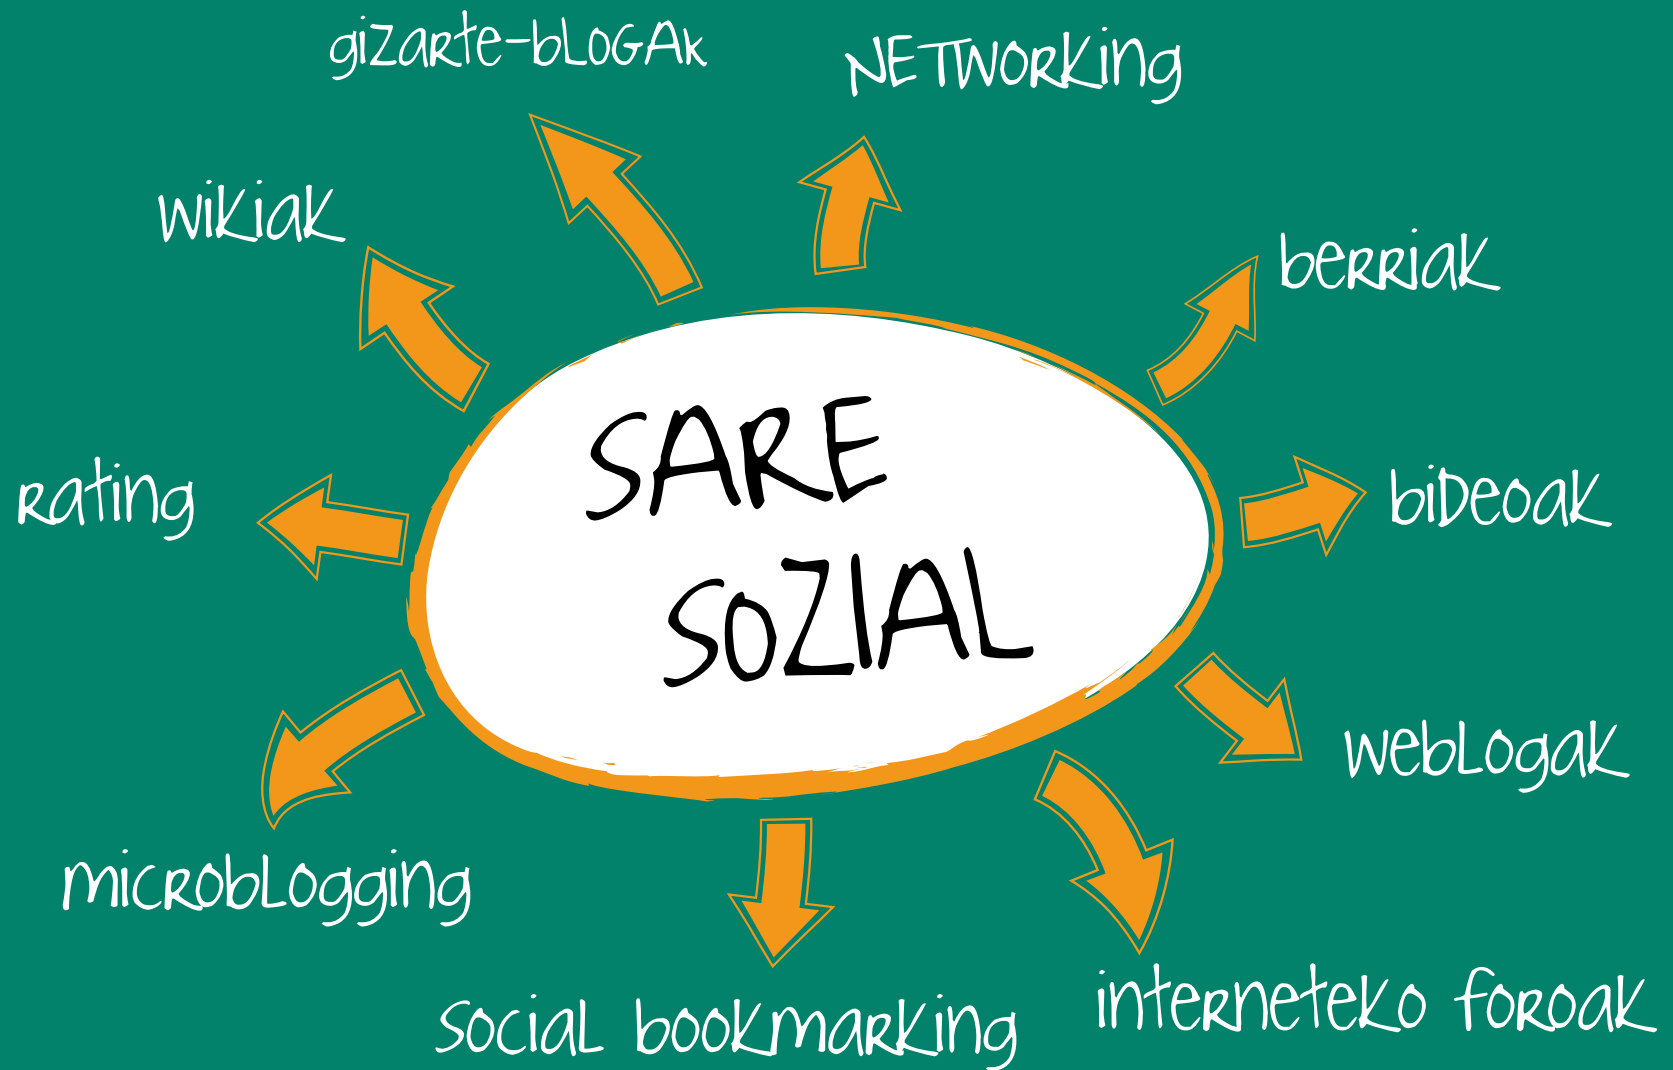 gizarte-blogak
NETWORKING
wikiak
berriak
SARE
SOZIAL
rating
bideoak
weblogak
microblogging
interneteko foroak
social bookmarking